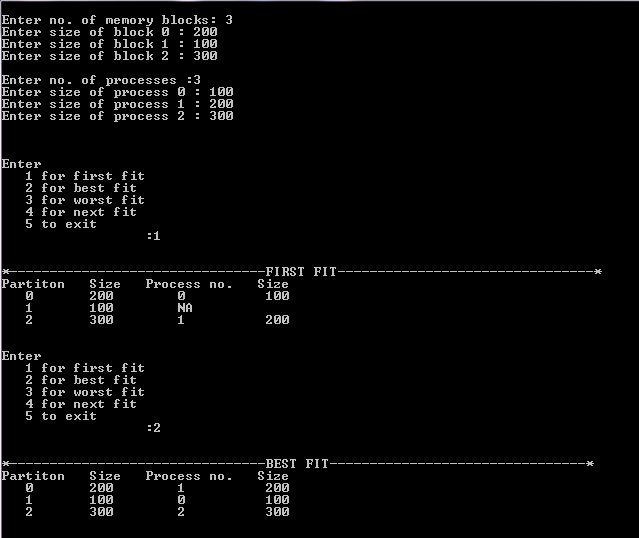 Enter no. of memory blocks: 3
Enter size of block 0 : 200
Enter size of block 1 : 100
Enter size of block 2 : 300
Enter no. of processes :3
Enter size of process 0 : 100
Enter size of process 1 : 200
Enter size of process 2 : 300
Enter
1 for first fit
2 for best fit
3 for worst fit
4 for next fit
5 to exit
:1
*--------------------------------FIRST FIT--------------------------------*
Partiton Size Process no. Size
0 200 0 100
1 100 NA
2 300 1 200
Enter
1 for first fit
2 for best fit
3 for worst fit
4 for next fit
5 to exit
:2
*--------------------------------BEST FIT--------------------------------*
Partiton Size Process no. Size
0 200 1 200
1 100 0 100
2 300 2 300